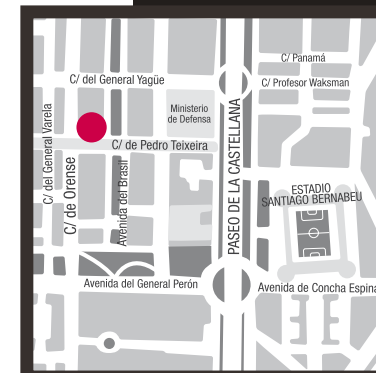 C/ Panamá
C/ del General Yagüe
C/ Profesor Waksman
Ministerio
de Defensa
C/ del General Varela
C/ de Pedro Teixeira
C/ de Orense
Avenida del Brasil
PASEO DE LA CASTELLANA
ESTADIO
SANTIAGO BERNABEU
Avenida del General Perón
Avenida de Concha Espina